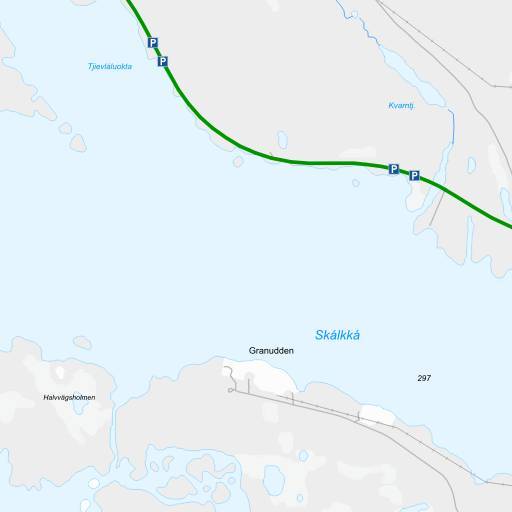 P
P
Tjievlaluokta
Kvarntj.
P
P
Skálkká
Granudden
297
Halvvägsholmen